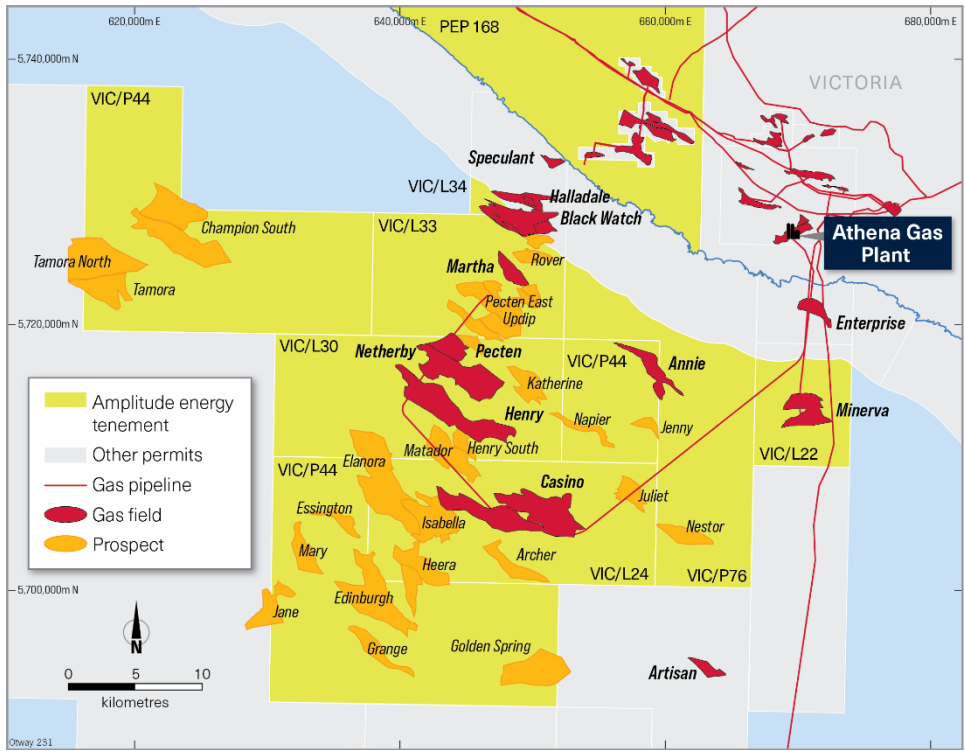 620,000m E
640,000m E
660,000m E
680,000m E
PEP 168
5,740,000m N
VICTORIA
VIC/P44
Speculant
VIC/L34
Halladale
Black Watch
Champion South
VIC/L33
Athena Gas
Plant
Tamora North
Martha
Rover
Tamora
Pecten East
Updip
5,720,000m N
Enterprise
VIC/L30
Netherby
Pecten
VIC/P44
Annie
Katherine
Amplitude energy
tenement
Other permits
Gas pipeline
Gas field
Prospect
Henry
Napier
Jenny
Minerva
Matador
Henry South
VIC/L22
Elanora
VIC/P44
Casino
Juliet
Essington
Isabella
Nestor
Mary
Archer
Heera
VIC/L24
VIC/P76
5,700,000m N
Jane
Edinburgh
N
Grange
Golden Spring
Artisan
0 5 10
kilometres
Otway 231